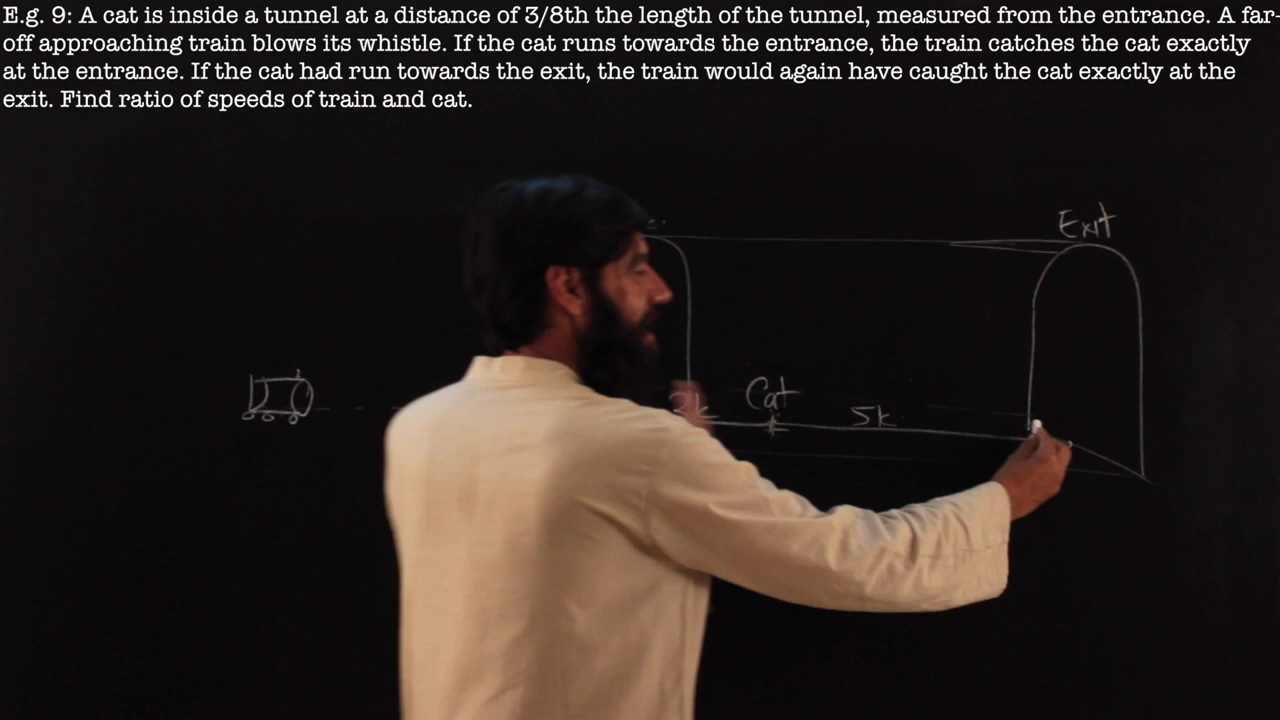 E.g. 9: A cat is inside a tunnel at a distance of 3/8th the length of the tunnel, measured from the entrance. A far-
off approaching train blows its whistle. If the cat runs towards the entrance, the train catches the cat exactly
at the entrance. If the cat had run towards the exit, the train would again have caught the cat exactly at the
exit. Find ratio of speeds of train and cat.
Exit
Cat
5k